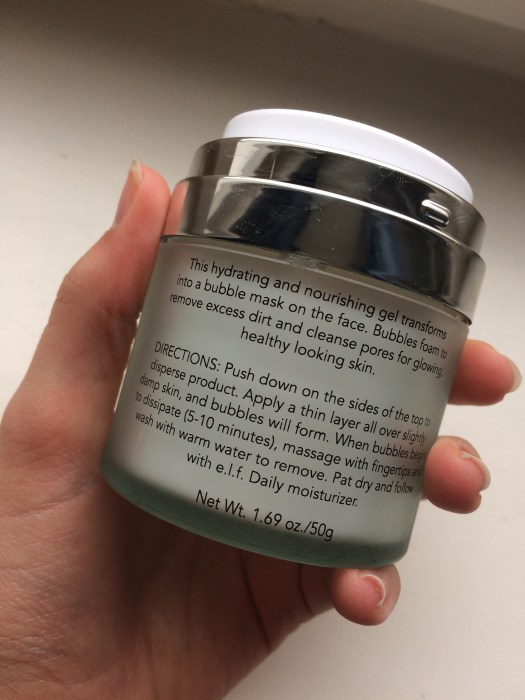 This hydrating and nourishing gel transforms
into a bubble mask on the face. Bubbles foam to
remove excess dirt and cleanse pores for glowing,
healthy looking skin.
DIRECTIONS: Push down on the sides of the top to
disperse product. Apply a thin layer all over slightly
damp skin, and bubbles will form. When bubbles begin
to dissipate (5-10 minutes), massage with fingertips and
wash with warm water to remove. Pat dry and follow
with e.l.f. Daily moisturizer.
Net Wt. 1.69 oz./50g